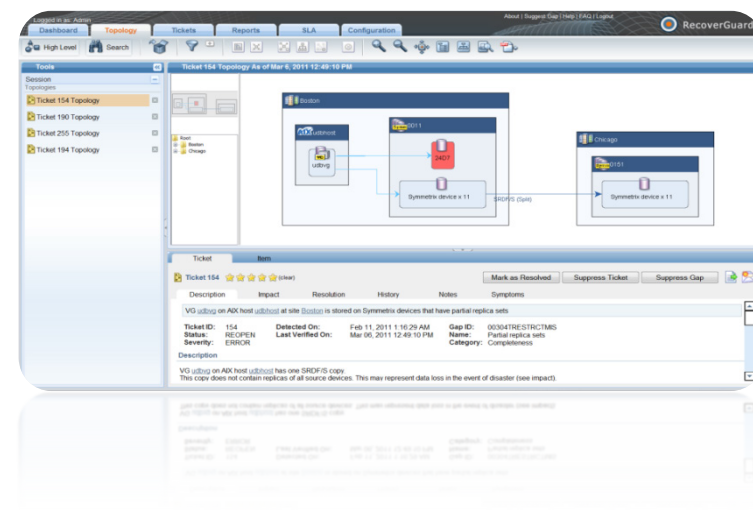 Logged in as: Admin
About | Suggest Gap | Help | FAQ | Logout
RecoverGuard
Dashboard Topology Tickets Reports SLA Configuration
High Level Search
Tools
Ticket 154 Topology As of Mar 6, 2011 12:49:10 PM
Session
Topologies
Ticket 154 Topology
Ticket 190 Topology
Ticket 255 Topology
Ticket 194 Topology
Root
Boston
Chicago
Boston
AIX udbhost
udbvg
0011
2407
Symmetrix device x 11
SRDF/S (Split)
Chicago
0151
Symmetrix device x 11
Ticket Item
Ticket 154 (clear) Mark as Resolved Suppress Ticket Suppress Gap
Description Impact Resolution History Notes Symptoms
VG udbvg on AIX host udbhost at site Boston is stored on Symmetrix devices that have partial replica sets
Ticket ID: 154 Detected On: Feb 11, 2011 1:16:29 AM Gap ID: 00304TRESTRCTMIS
Status: REOPEN Last Verified On: Mar 06, 2011 12:49:10 PM Name: Partial replica sets
Severity: ERROR Category: Completeness
Description
VG udbvg on AIX host udbhost has one SRDF/S copy.
This copy does not contain replicas of all source devices. This may represent data loss in the event of disaster (see impact).